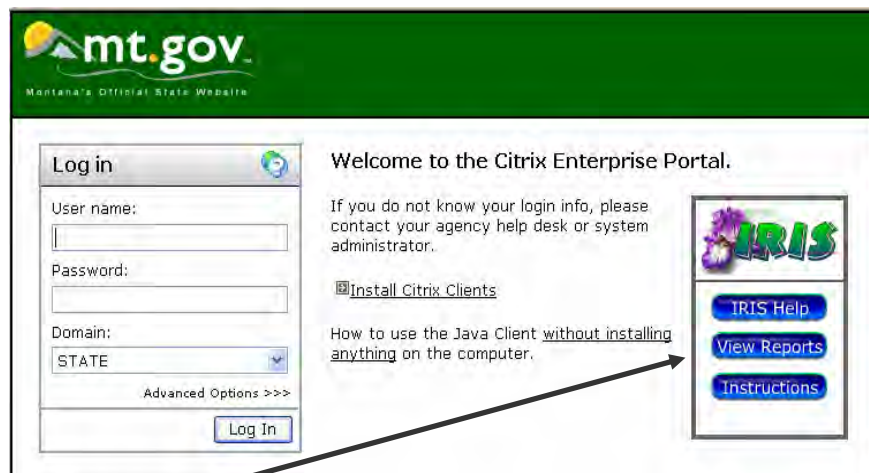 mt.gov
Montana's Official State Website
Log in
User name:
Password:
Domain:
STATE
Advanced Options >>>
Log In
Welcome to the Citrix Enterprise Portal.
If you do not know your login info, please
contact your agency help desk or system
administrator.
Install Citrix Clients
How to use the Java Client without installing
anything on the computer.
IRIS
IRIS Help
View Reports
Instructions